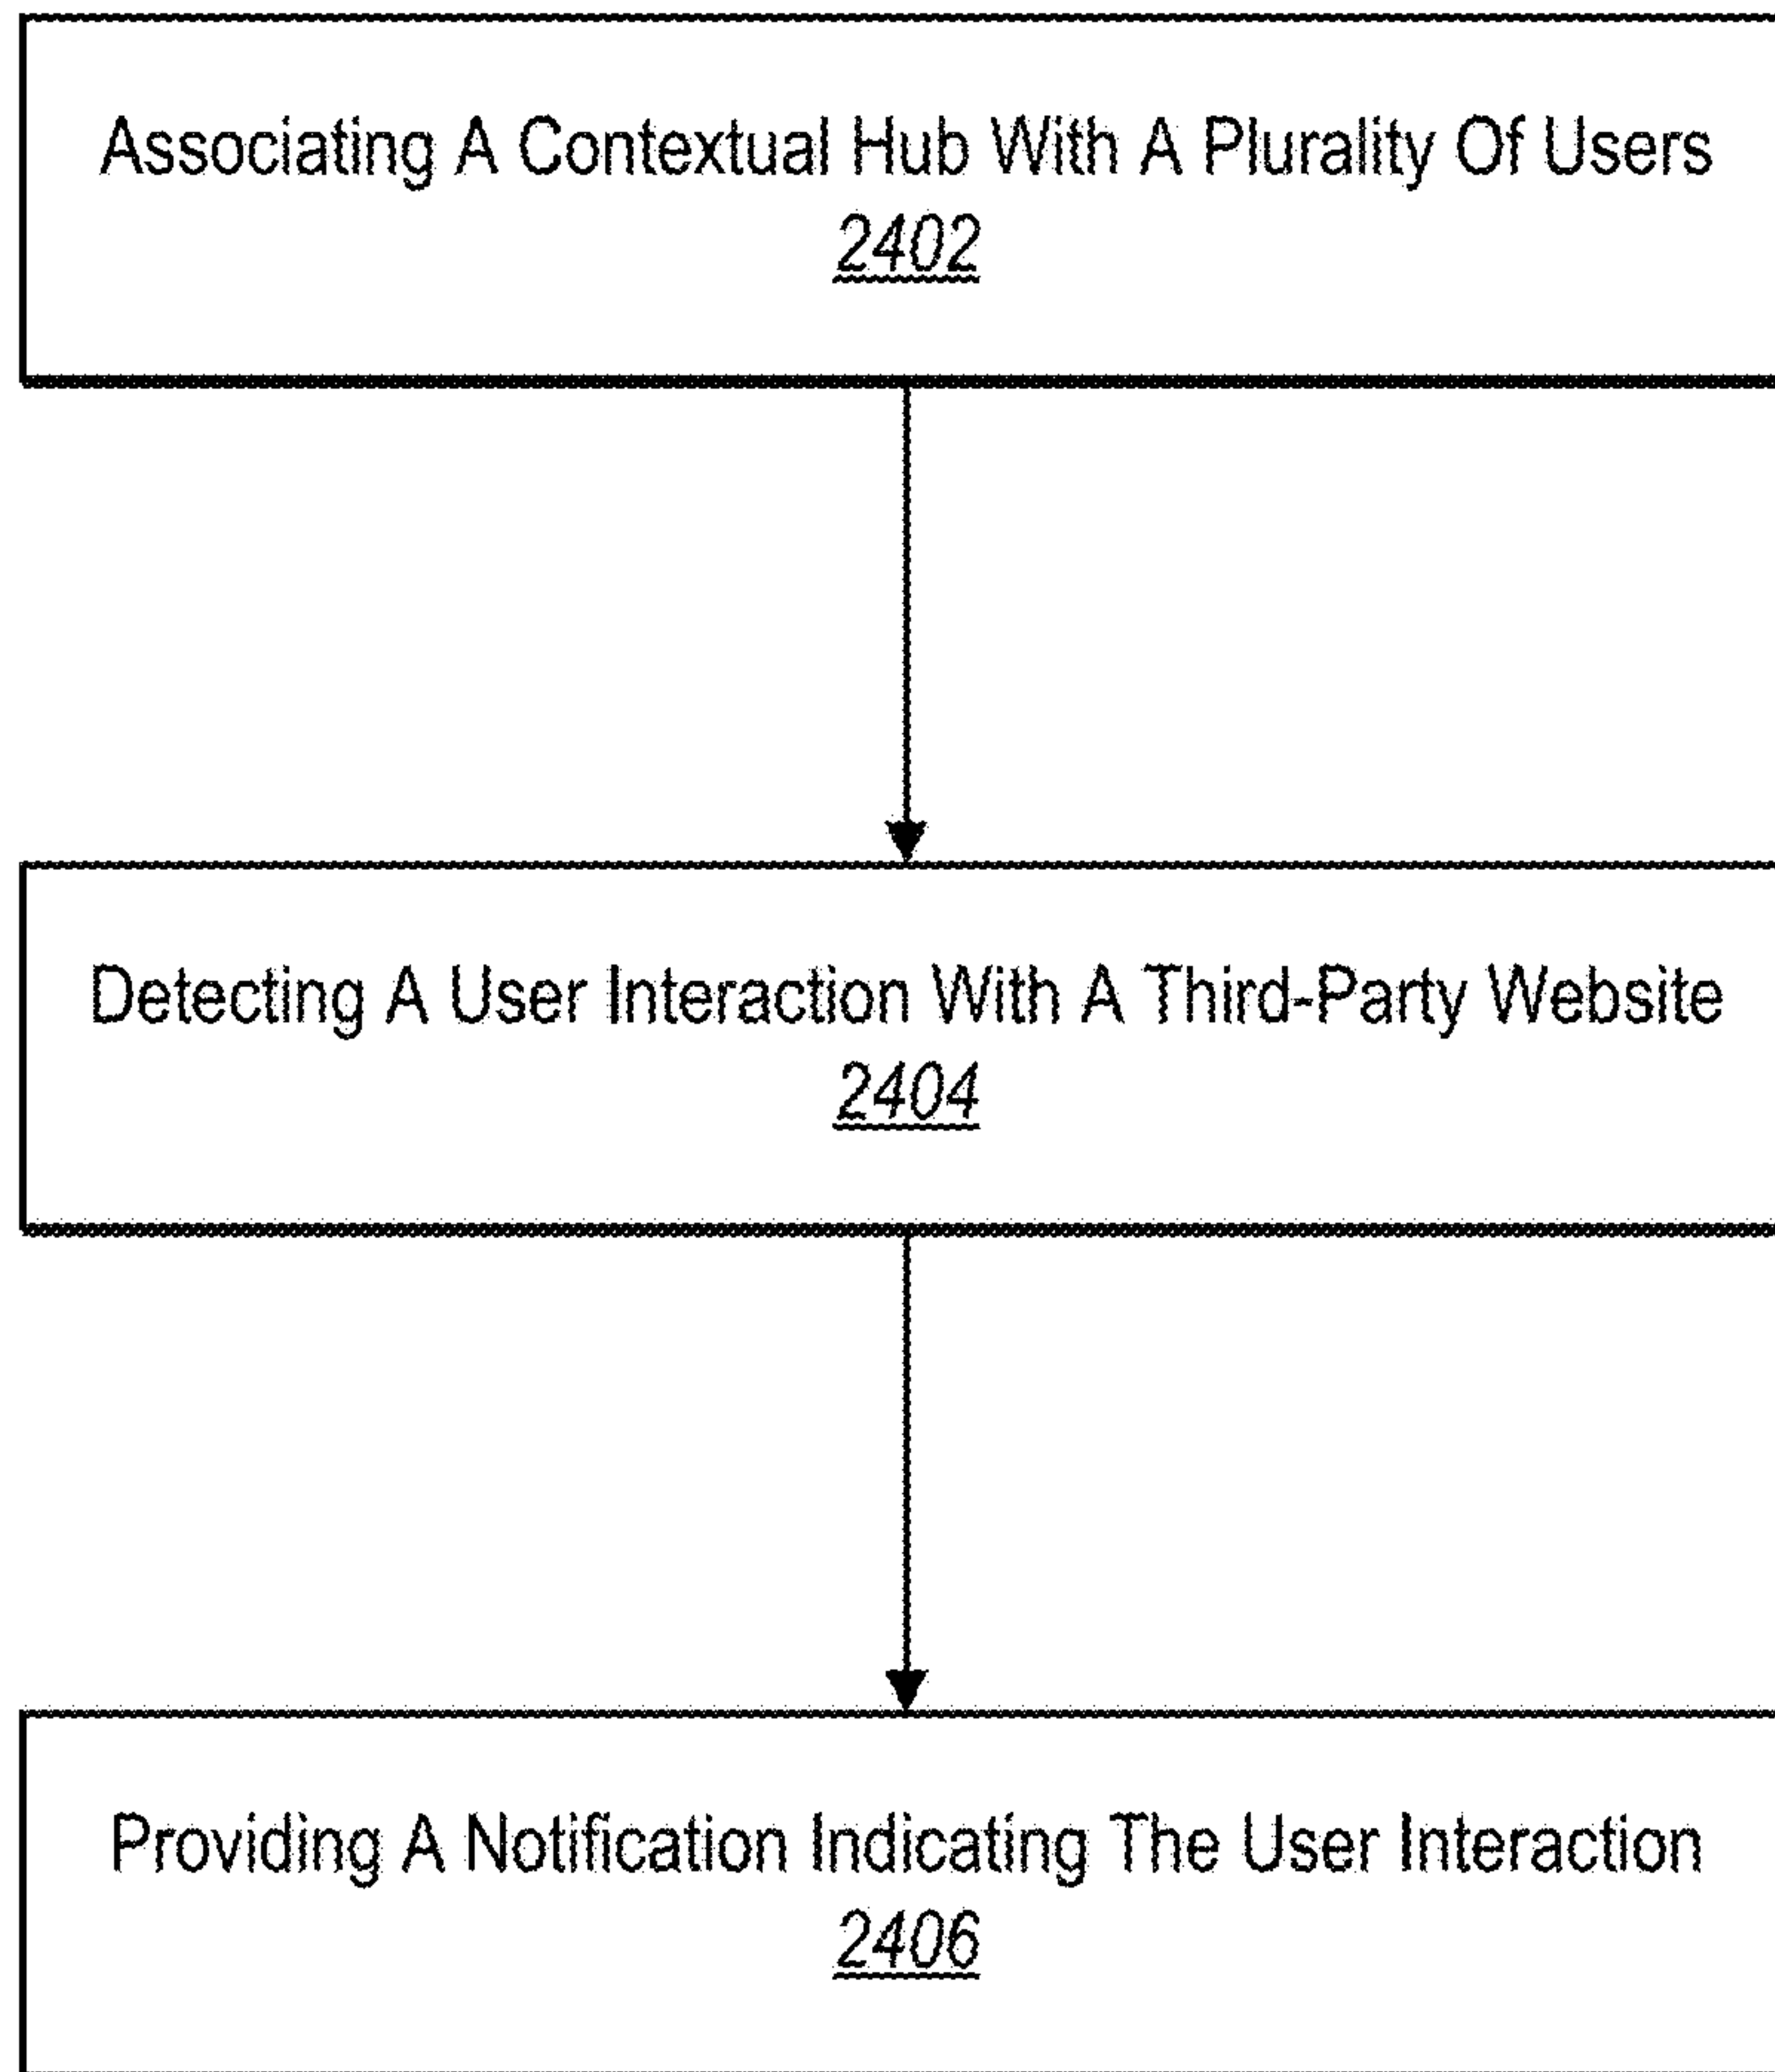 Associating A Contextual Hub With A Plurality Of Users
2402
Detecting A User Interaction With A Third-Party Website
2404
Providing A Notification Indicating The User Interaction
2406